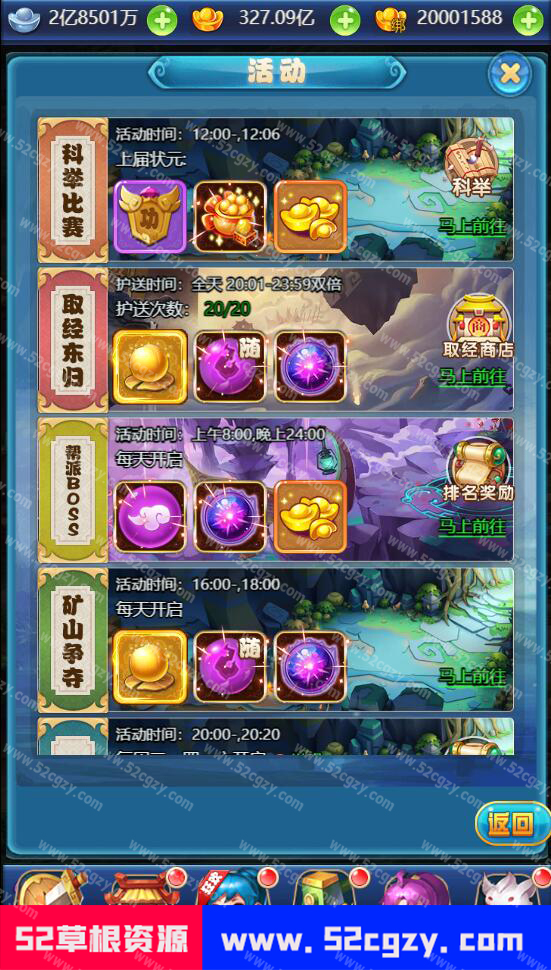 2亿8501万
327.09亿
绑
20001588
活动
科举比赛
活动时间：12:00-,12:06
上届状元:
功
科举
马上前往
取经东归
护送时间：全天 20:01-23:59双倍
护送次数：20/20
随
商
取经商店
马上前往
帮派BOSS
活动时间：上午8:00,晚上24:00
每天开启
排名奖励
马上前往
矿山争夺
活动时间：16:00-,18:00
每天开启
随
马上前往
活动时间：20:00-,20:20
返回
狂欢
52草根资源
www.52cgzy.com